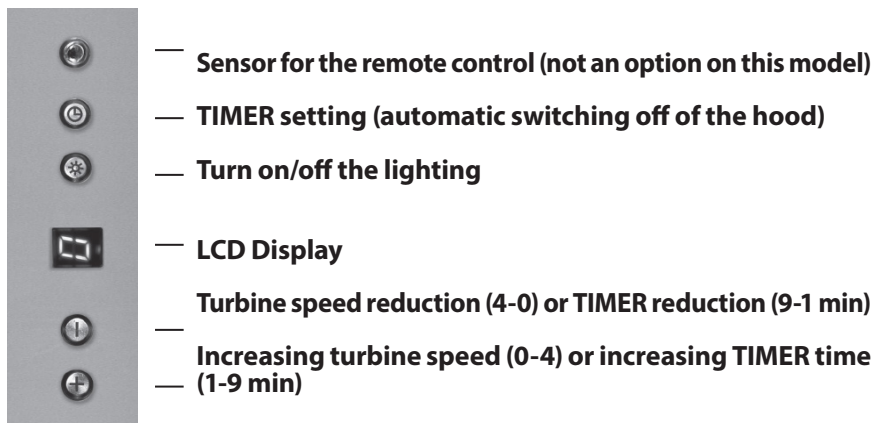 Sensor for the remote control (not an option on this model)
TIMER setting (automatic switching off of the hood)
Turn on/off the lighting
LCD Display
Turbine speed reduction (4-0) or TIMER reduction (9-1 min)
Increasing turbine speed (0-4) or increasing TIMER time
(1-9 min)